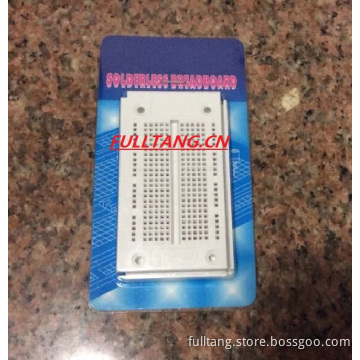 SOLDERLESS BREADBOARD
FULLTANG.CN
fulltang.store.bossgoo.com